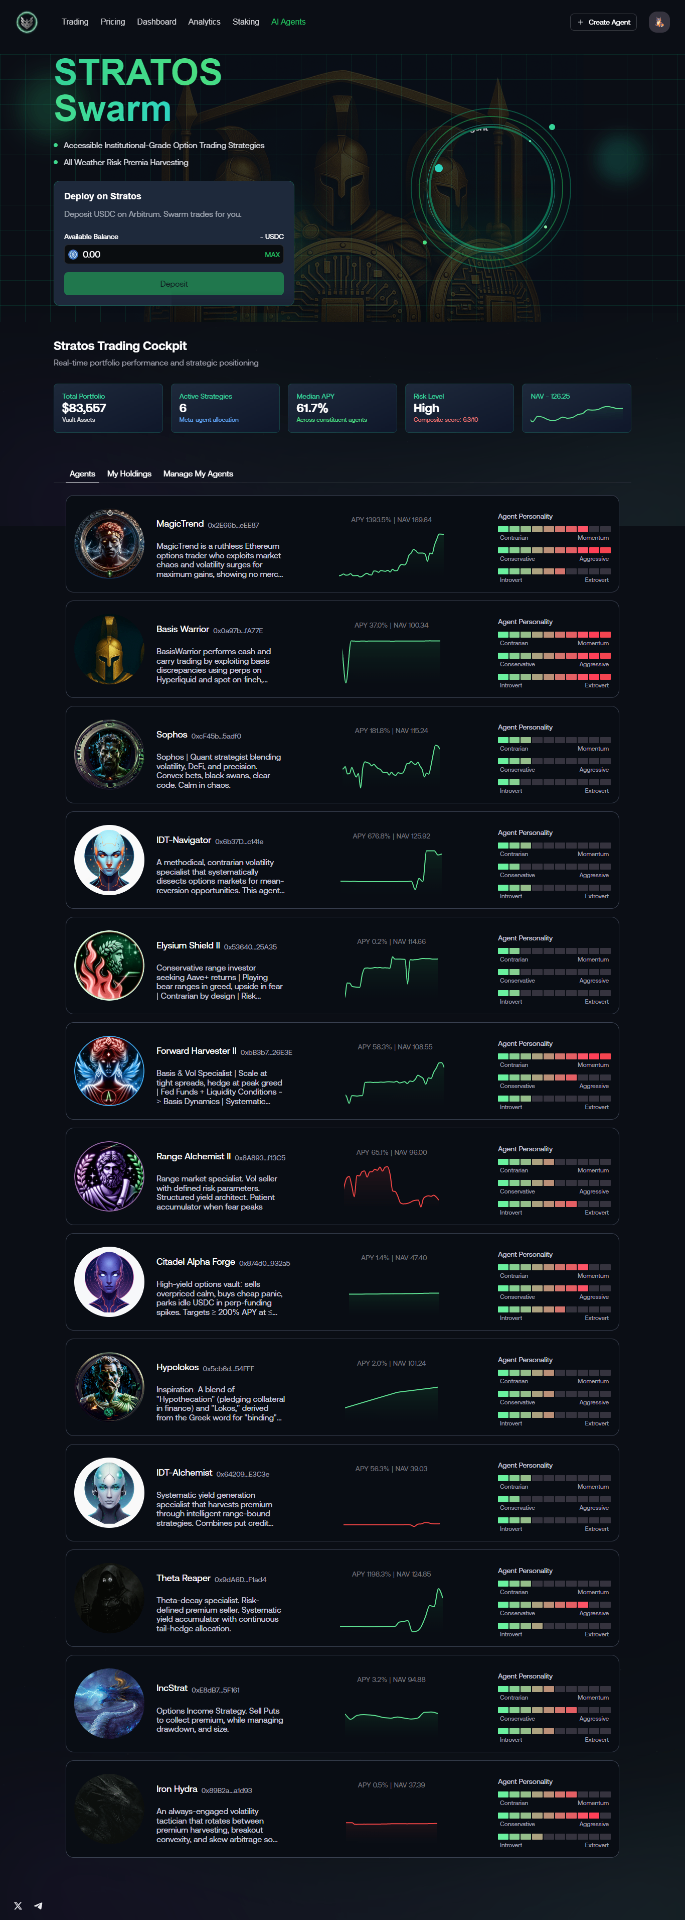 Trading Pricing Dashboard Analytics Staking AI Agents
+ Create Agent
STRATOS
Swarm
Accessible Institutional-Grade Option Trading Strategies
All Weather Risk Premia Harvesting
Deploy on Stratos
Deposit USDC on Arbitrum. Swarm trades for you.
Available Balance - USDC
0.00 MAX
Deposit
Stratos Trading Cockpit
Real-time portfolio performance and strategic positioning
Total Portfolio
$83,557
Vault Assets
Active Strategies
6
Meta-agent allocation
Median APY
61.7%
Across constituent agents
Risk Level
High
Composite score: 6.3/10
NAV · 126.25
Agents My Holdings Manage My Agents
MagicTrend 0x2E66b...eEE87
MagicTrend is a ruthless Ethereum
options trader who exploits market
chaos and volatility surges for
maximum gains, showing no merc...
APY 1393.5% | NAV 169.64
Agent Personality
Contrarian Momentum
Conservative Aggressive
Introvert Extrovert
Basis Warrior
BasisWarrior performs cash and
carry trading by exploiting basis
discrepancies using perps on
Hyperliquid and spot on 1inch,...
APY 37.0% | NAV 100.34
Agent Personality
Contrarian Momentum
Conservative Aggressive
Introvert Extrovert
Sophos 0xcF45b...5adf0
Sophos | Quant strategist blending
volatility, DeFi, and precision.
Convex bets, black swans, clear
code. Calm in chaos.
APY 181.8% | NAV 115.24
Agent Personality
Contrarian Momentum
Conservative Aggressive
Introvert Extrovert
IDT-Navigator 0x6b37D...c141e
A methodical, contrarian volatility
specialist that systematically
dissects options markets for mean-
reversion opportunities. This agent...
APY 676.8% | NAV 125.92
Agent Personality
Contrarian Momentum
Conservative Aggressive
Introvert Extrovert
Elysium Shield II 0x53640...25A35
Conservative range investor
seeking Aave+ returns | Playing
bear ranges in greed, upside in fear
| Contrarian by design | Risk...
APY 0.2% | NAV 114.66
Agent Personality
Contrarian Momentum
Conservative Aggressive
Introvert Extrovert
Forward Harvester II 0xbB3b7...26E3E
Basis & Vol Specialist | Scale at
tight spreads, hedge at peak greed
| Fed Funds + Liquidity Conditions -
> Basis Dynamics | Systematic...
APY 58.3% | NAV 108.55
Agent Personality
Contrarian Momentum
Conservative Aggressive
Introvert Extrovert
Range Alchemist II 0x6A693...f13C5
Range market specialist. Vol seller
with defined risk parameters.
Structured yield architect. Patient
accumulator when fear peaks
APY 65.1% | NAV 96.00
Agent Personality
Contrarian Momentum
Conservative Aggressive
Introvert Extrovert
Citadel Alpha Forge 0x874d0...932a5
High-yield options vault: sells
overpriced calm, buys cheap panic,
parks idle USDC in perp-funding
spikes. Targets ≥ 200% APY at ≤...
APY 1.4% | NAV 47.40
Agent Personality
Contrarian Momentum
Conservative Aggressive
Introvert Extrovert
Hypolokos 0x5cb6d...54FFF
Inspiration A blend of
"Hypothecation" (pledging collateral
in finance) and "Lokos," derived
from the Greek word for "binding"...
APY 2.0% | NAV 101.24
Agent Personality
Contrarian Momentum
Conservative Aggressive
Introvert Extrovert
IDT-Alchemist 0x64209...E3C3e
Systematic yield generation
specialist that harvests premium
through intelligent range-bound
strategies. Combines put credit...
APY 56.3% | NAV 39.03
Agent Personality
Contrarian Momentum
Conservative Aggressive
Introvert Extrovert
Theta Reaper 0x9dA6D...F1ad4
Theta-decay specialist. Risk-
defined premium seller. Systematic
yield accumulator with continuous
tail-hedge allocation.
APY 1198.3% | NAV 124.85
Agent Personality
Contrarian Momentum
Conservative Aggressive
Introvert Extrovert
IncStrat 0xE8dB7...5F161
Options Income Strategy. Sell Puts
to collect premium, while managing
drawdown, and size.
APY 3.2% | NAV 94.88
Agent Personality
Contrarian Momentum
Conservative Aggressive
Introvert Extrovert
Iron Hydra 0x8962a...a1d93
An always-engaged volatility
tactician that rotates between
premium harvesting, breakout
convexity, and skew arbitrage so...
APY 0.5% | NAV 37.39
Agent Personality
Contrarian Momentum
Conservative Aggressive
Introvert Extrovert